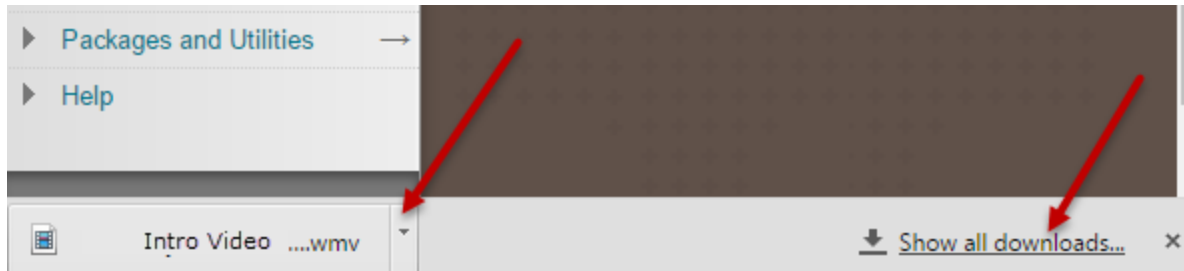 Packages and Utilities
Help
Intro Video ....wmv
Show all downloads...